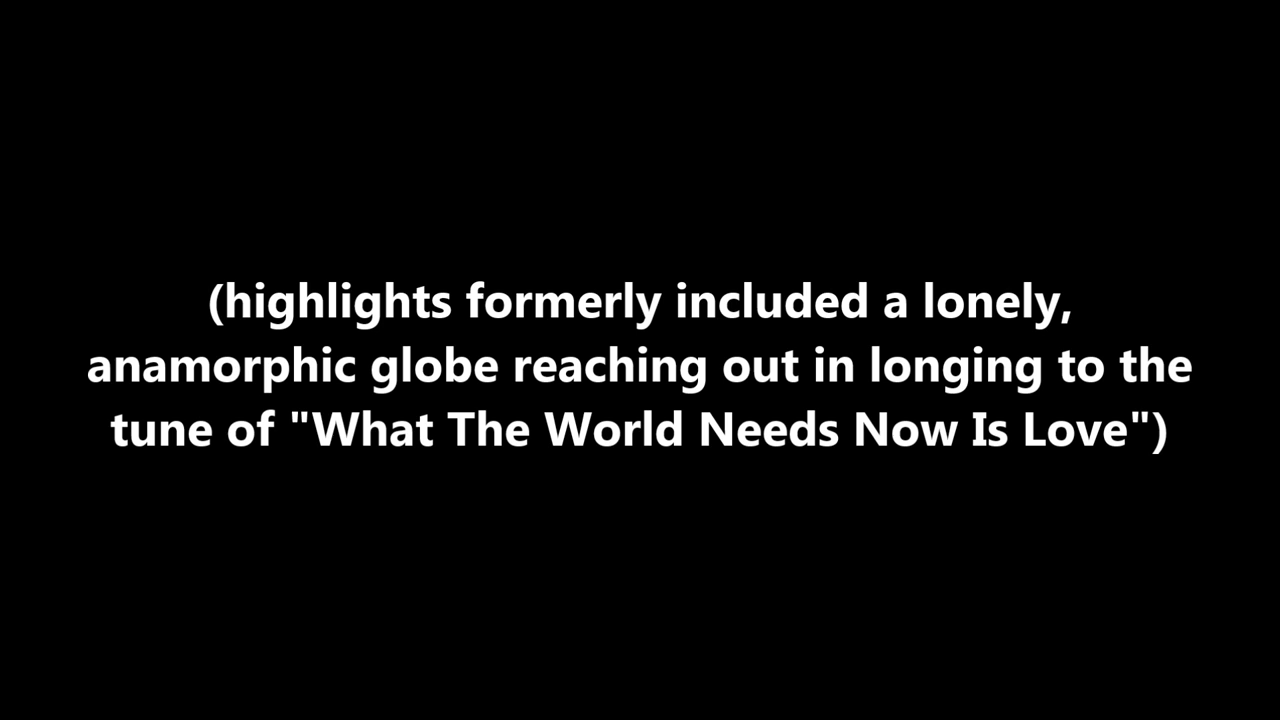 (highlights formerly included a lonely,
anamorphic globe reaching out in longing to the
tune of "What The World Needs Now Is Love")